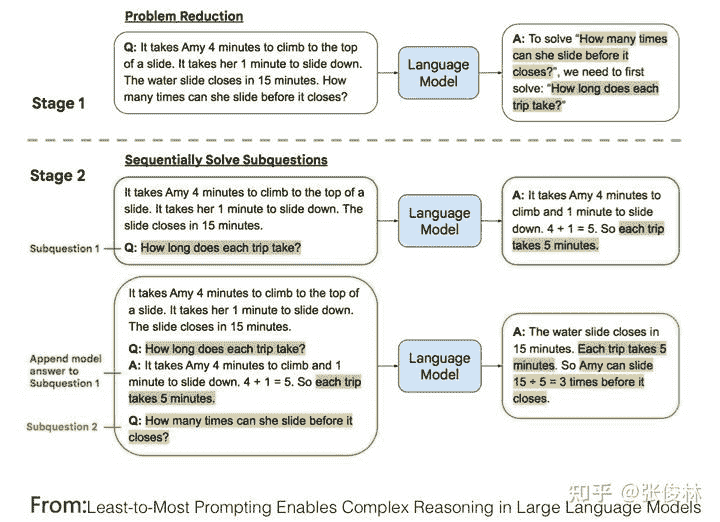 Problem Reduction
Q: It takes Amy 4 minutes to climb to the top
of a slide. It takes her 1 minute to slide down.
The water slide closes in 15 minutes. How
many times can she slide before it closes?
Language
Model
A: To solve “How many times
can she slide before it
closes?”, we need to first
solve: “How long does each
trip take?”
Stage 1
Stage 2
Sequentially Solve Subquestions
It takes Amy 4 minutes to climb to the top of a
slide. It takes her 1 minute to slide down. The
slide closes in 15 minutes.
Subquestion 1
Q: How long does each trip take?
Language
Model
A: It takes Amy 4 minutes to
climb and 1 minute to slide
down. 4 + 1 = 5. So each trip
takes 5 minutes.
It takes Amy 4 minutes to climb to the top of
a slide. It takes her 1 minute to slide down.
The slide closes in 15 minutes.
Q: How long does each trip take?
Append model
answer to
Subquestion 1
A: It takes Amy 4 minutes to climb and 1
minute to slide down. 4 + 1 = 5. So each trip
takes 5 minutes.
Subquestion 2
Q: How many times can she slide before it
closes?
Language
Model
A: The water slide closes in
15 minutes. Each trip takes 5
minutes. So Amy can slide
15 ÷ 5 = 3 times before it
closes.
知乎 @张俊林
From:Least-to-Most Prompting Enables Complex Reasoning in Large Language Models